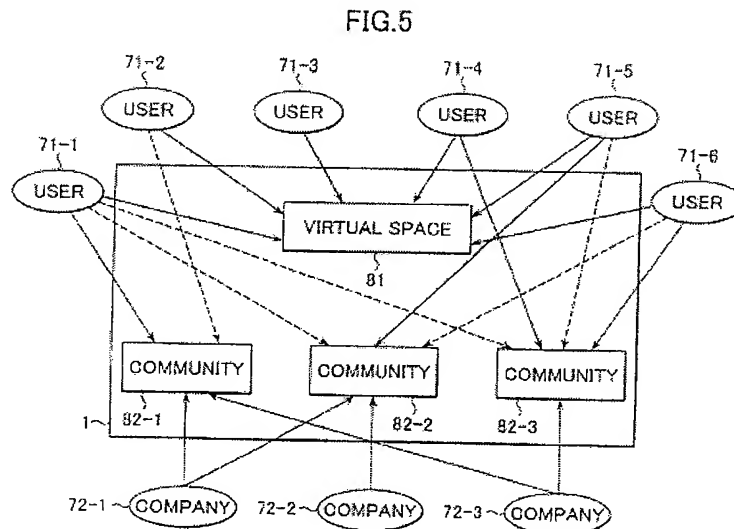 FIG.5
71-2 71-3 71-4 71-5
USER USER USER USER
71-1 71-6
USER USER
VIRTUAL SPACE
81
COMMUNITY COMMUNITY COMMUNITY
1 82-1 82-2 82-3
72-1 COMPANY 72-2 COMPANY 72-3 COMPANY